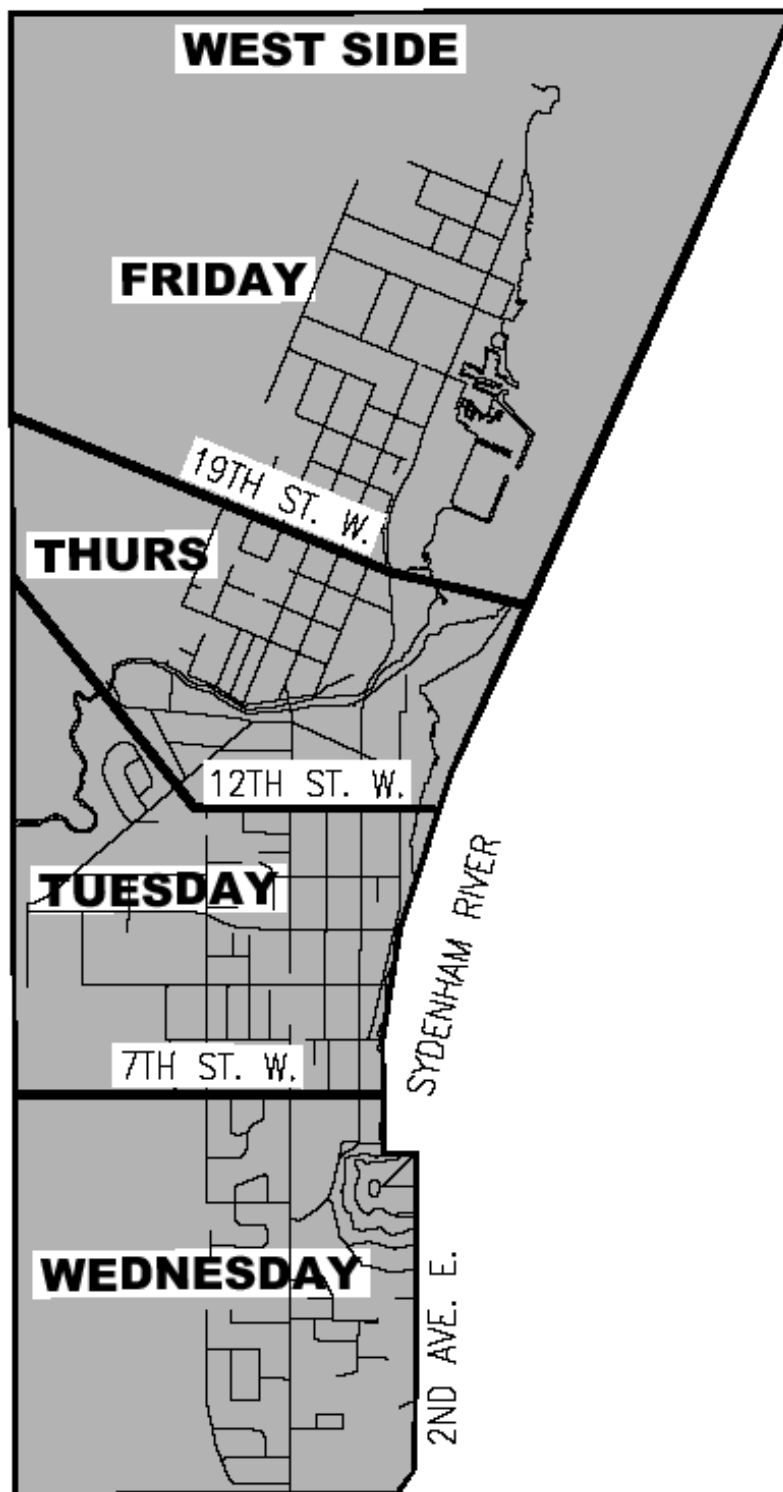 WEST SIDE
FRIDAY
19TH ST. W.
THURS
12TH ST. W.
TUESDAY
SYDENHAM RIVER
7TH ST. W.
WEDNESDAY
2ND AVE. E.